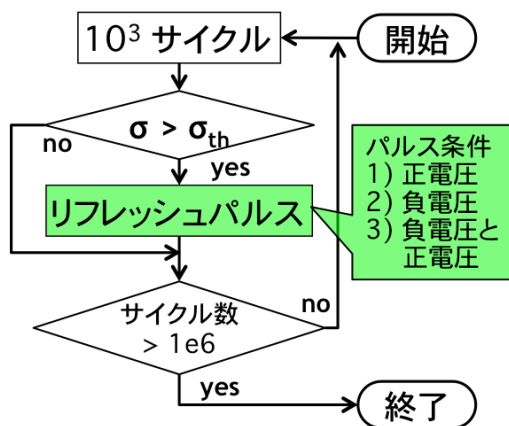 10³ サイクル
開始
σ > σth
no
yes
パルス条件
1) 正電圧
2) 負電圧
3) 負電圧と
正電圧
リフレッシュパルス
サイクル数
> 1e6
no
yes
終了